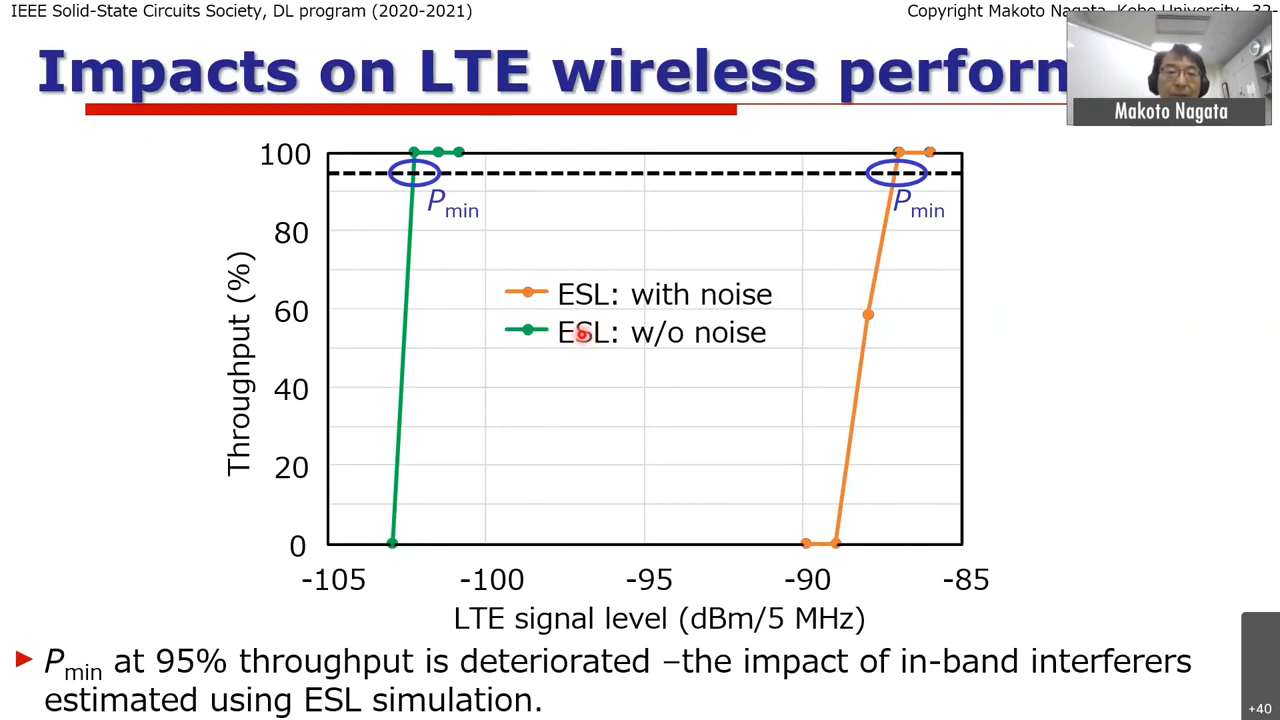 IEEE Solid-State Circuits Society, DL program (2020-2021)
Copyright Makoto Nagata, Kobe University, 32-
Impacts on LTE wireless perform
Makoto Nagata
100
80
60
40
20
0
Throughput (%)
Pmin
Pmin
ESL: with noise
ESL: w/o noise
-105 -100 -95 -90 -85
LTE signal level (dBm/5 MHz)
Pmin at 95% throughput is deteriorated –the impact of in-band interferers
estimated using ESL simulation.
+40